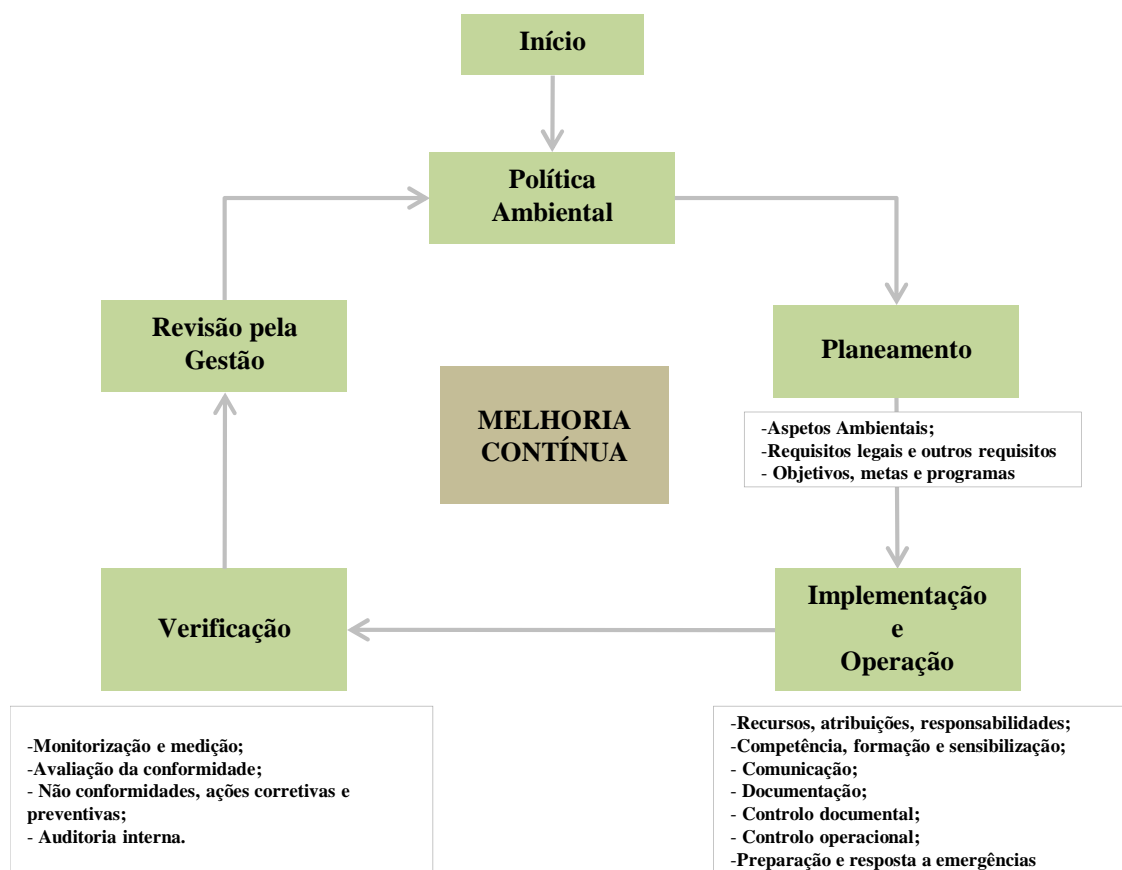 Início
Política
Ambiental
Revisão pela
Gestão
Planeamento
MELHORIA
CONTÍNUA
-Aspetos Ambientais;
-Requisitos legais e outros requisitos
- Objetivos, metas e programas
Verificação
Implementação
e
Operação
-Monitorização e medição;
-Avaliação da conformidade;
- Não conformidades, ações corretivas e
preventivas;
- Auditoria interna.
-Recursos, atribuições, responsabilidades;
-Competência, formação e sensibilização;
- Comunicação;
- Documentação;
- Controlo documental;
- Controlo operacional;
-Preparação e resposta a emergências